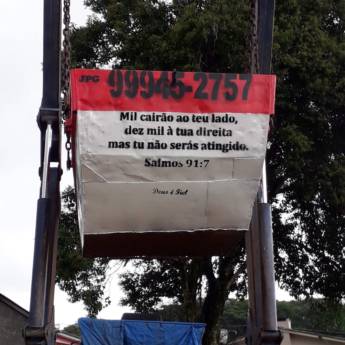 JPG 99945-2757
Mil cairão ao teu lado,
dez mil à tua direita
mas tu não serás atingido.
Salmos 91:7
Deus é Fiel